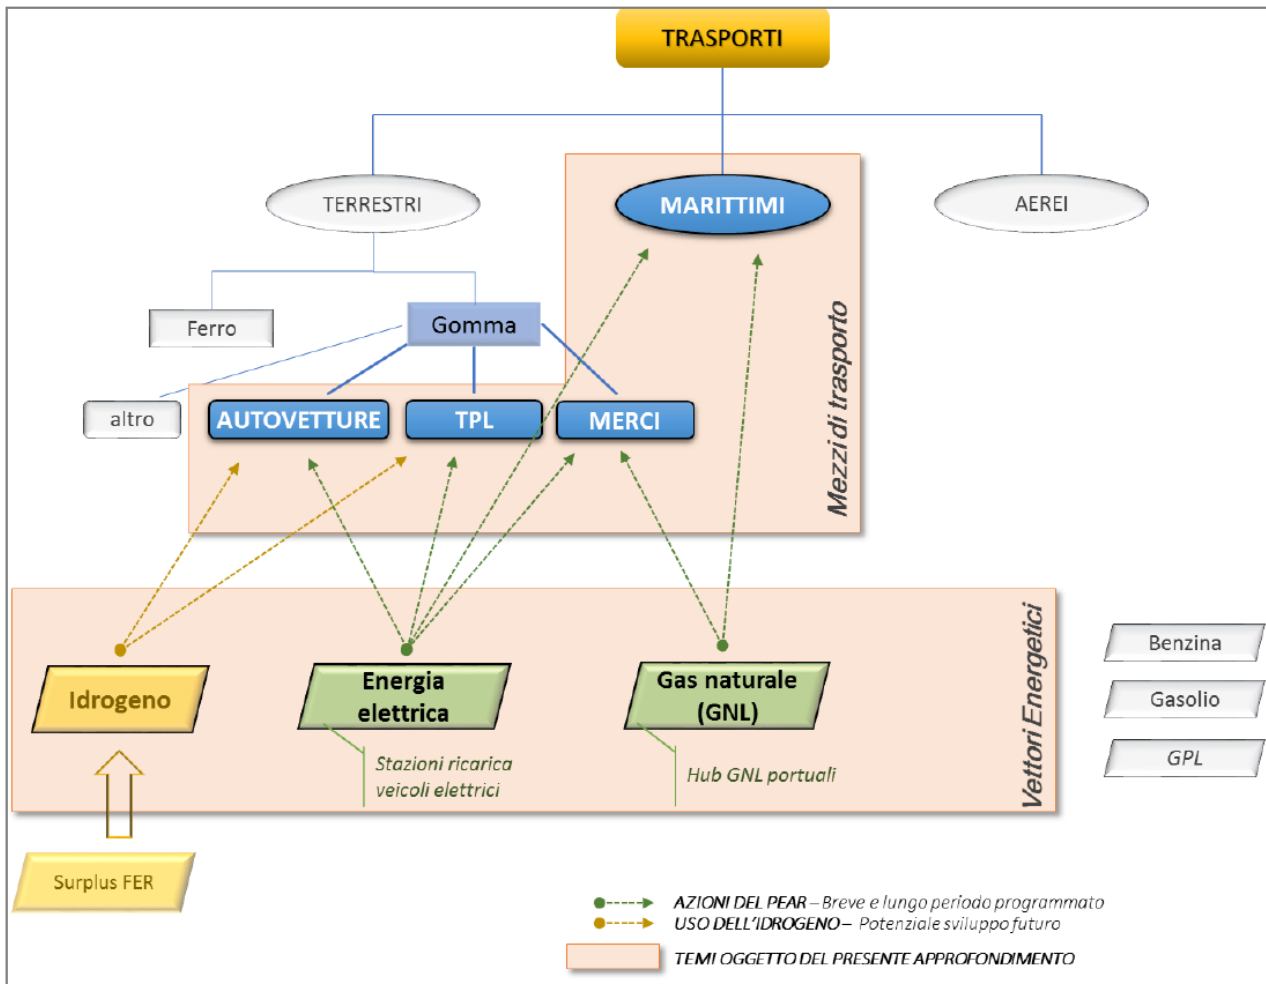 TRASPORTI
TERRESTRI
MARITTIMI
AEREI
Ferro
Gomma
altro
AUTOVETTURE
TPL
MERCI
Mezzi di trasporto
Idrogeno
Energia
elettrica
Gas naturale
(GNL)
Stazioni ricarica
veicoli elettrici
Hub GNL portuali
Vettori Energetici
Benzina
Gasolio
GPL
Surplus FER
AZIONI DEL PEAR – Breve e lungo periodo programmato
USO DELL'IDROGENO – Potenziale sviluppo futuro
TEMI OGGETTO DEL PRESENTE APPROFONDIMENTO